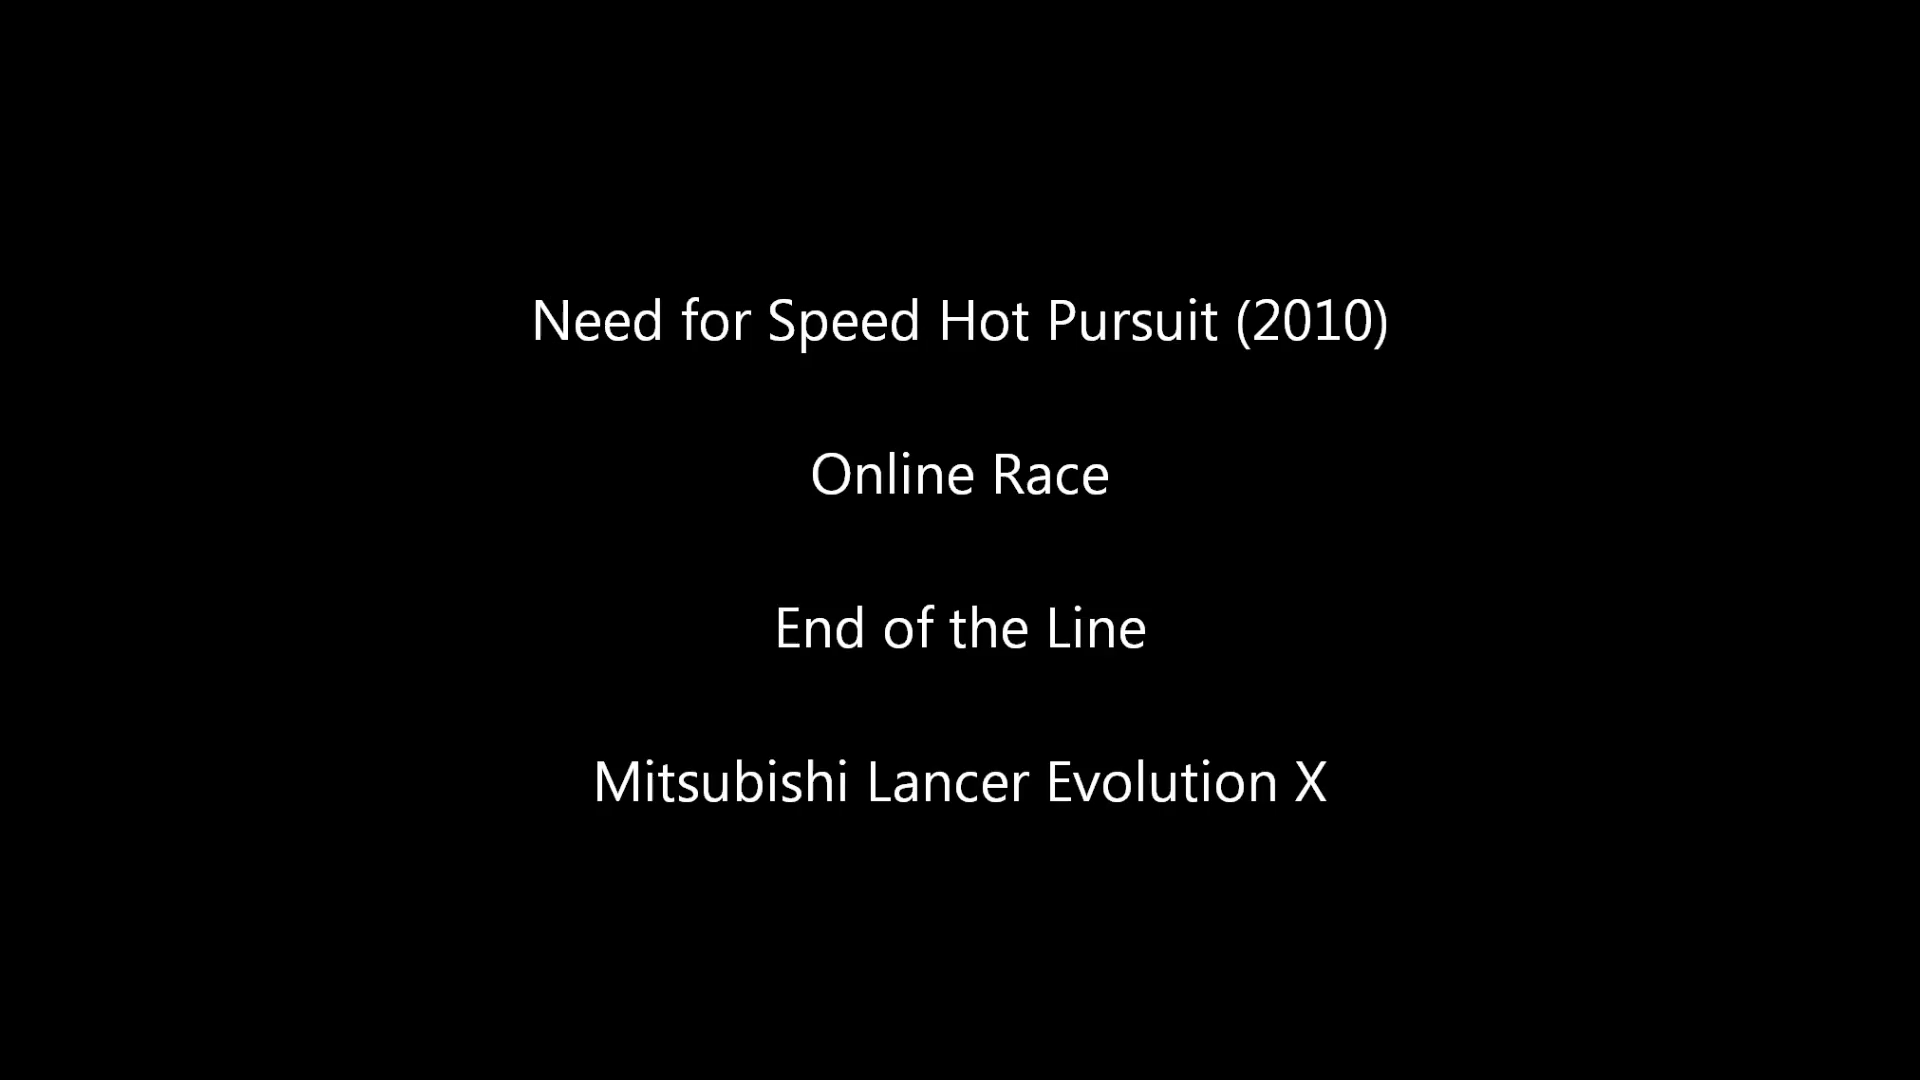 Need for Speed Hot Pursuit (2010)
Online Race
End of the Line
Mitsubishi Lancer Evolution X